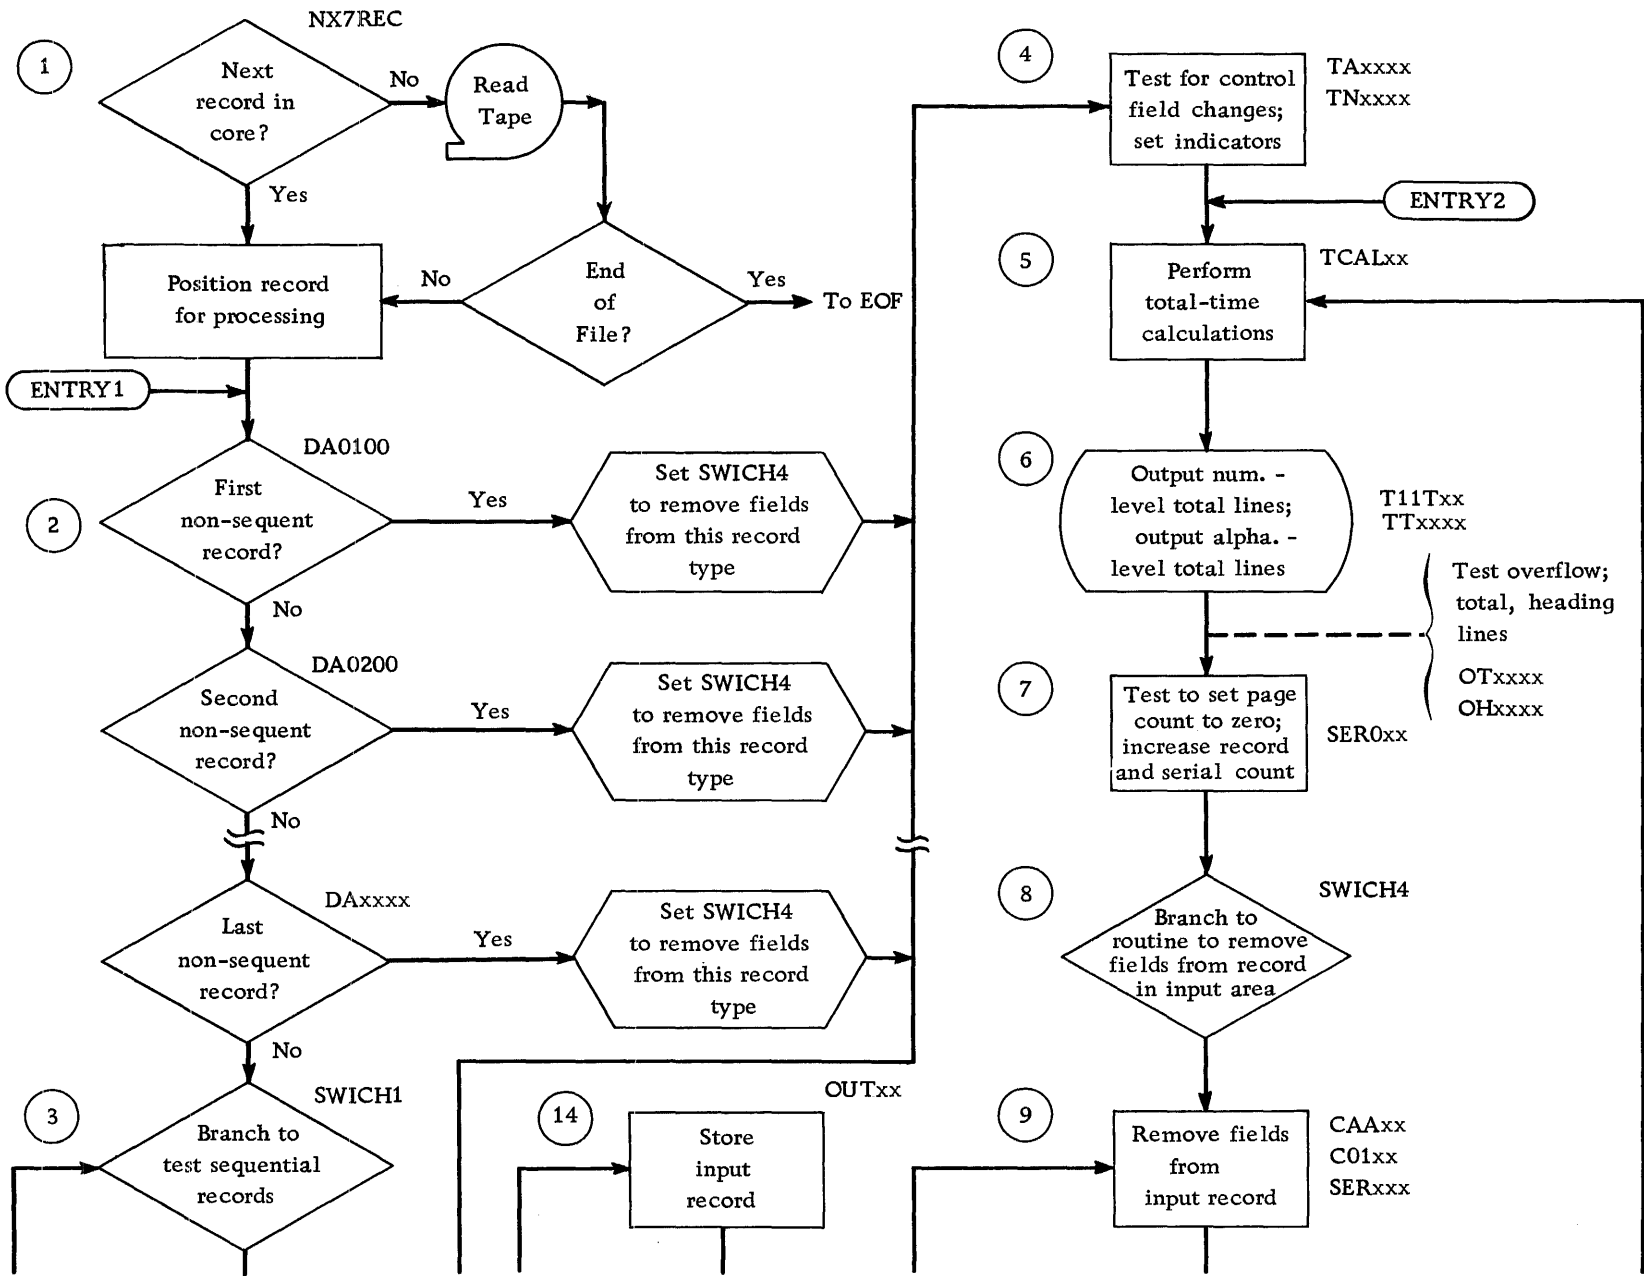 NX7REC
1
Next
record in
core?
No
Read
Tape
Yes
Position record
for processing
No
End
of
File?
Yes
To EOF
ENTRY1
DA0100
2
First
non-sequent
record?
Yes
Set SWICH4
to remove fields
from this record
type
No
DA0200
Second
non-sequent
record?
Yes
Set SWICH4
to remove fields
from this record
type
No
DAxxxx
Last
non-sequent
record?
Yes
Set SWICH4
to remove fields
from this record
type
No
SWICH1
3
Branch to
test sequential
records
OUTxx
14
Store
input
record
4
Test for control
field changes;
set indicators
TAxxxx
TNxxxx
ENTRY2
5
Perform
total-time
calculations
TCALxx
6
Output num. -
level total lines;
output alpha. -
level total lines
T11Txx
TTxxxx
Test overflow;
total, heading
lines
OTxxxx
OHxxxx
7
Test to set page
count to zero;
increase record
and serial count
SER0xx
8
Branch to
routine to remove
fields from record
in input area
SWICH4
9
Remove fields
from
input record
CAAxx
C01xx
SERxxx